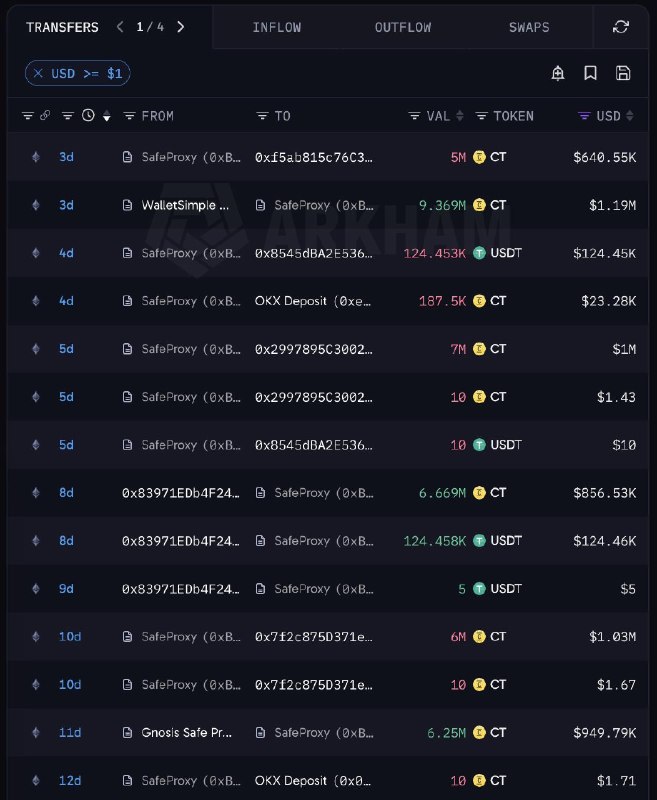 TRANSFERS 1 / 4 INFLOW OUTFLOW SWAPS
USD >= $1
FROM TO VAL TOKEN USD
3d SafeProxy (0xB… 0xf5ab815c76C3… 5M CT $640.55K
3d WalletSimple … SafeProxy (0xB… 9.369M CT $1.19M
ARKHAM
4d SafeProxy (0xB… 0x8545dBA2E536… 124.453K USDT $124.45K
4d SafeProxy (0xB… OKX Deposit (0xe… 187.5K CT $23.28K
5d SafeProxy (0xB… 0x2997895C3002… 7M CT $1M
5d SafeProxy (0xB… 0x2997895C3002… 10 CT $1.43
5d SafeProxy (0xB… 0x8545dBA2E536… 10 USDT $10
8d 0x83971EDb4F24… SafeProxy (0xB… 6.669M CT $856.53K
8d 0x83971EDb4F24… SafeProxy (0xB… 124.458K USDT $124.46K
9d 0x83971EDb4F24… SafeProxy (0xB… 5 USDT $5
10d SafeProxy (0xB… 0x7f2c875D371e… 6M CT $1.03M
10d SafeProxy (0xB… 0x7f2c875D371e… 10 CT $1.67
11d Gnosis Safe Pr… SafeProxy (0xB… 6.25M CT $949.79K
12d SafeProxy (0xB… OKX Deposit (0x0… 10 CT $1.71